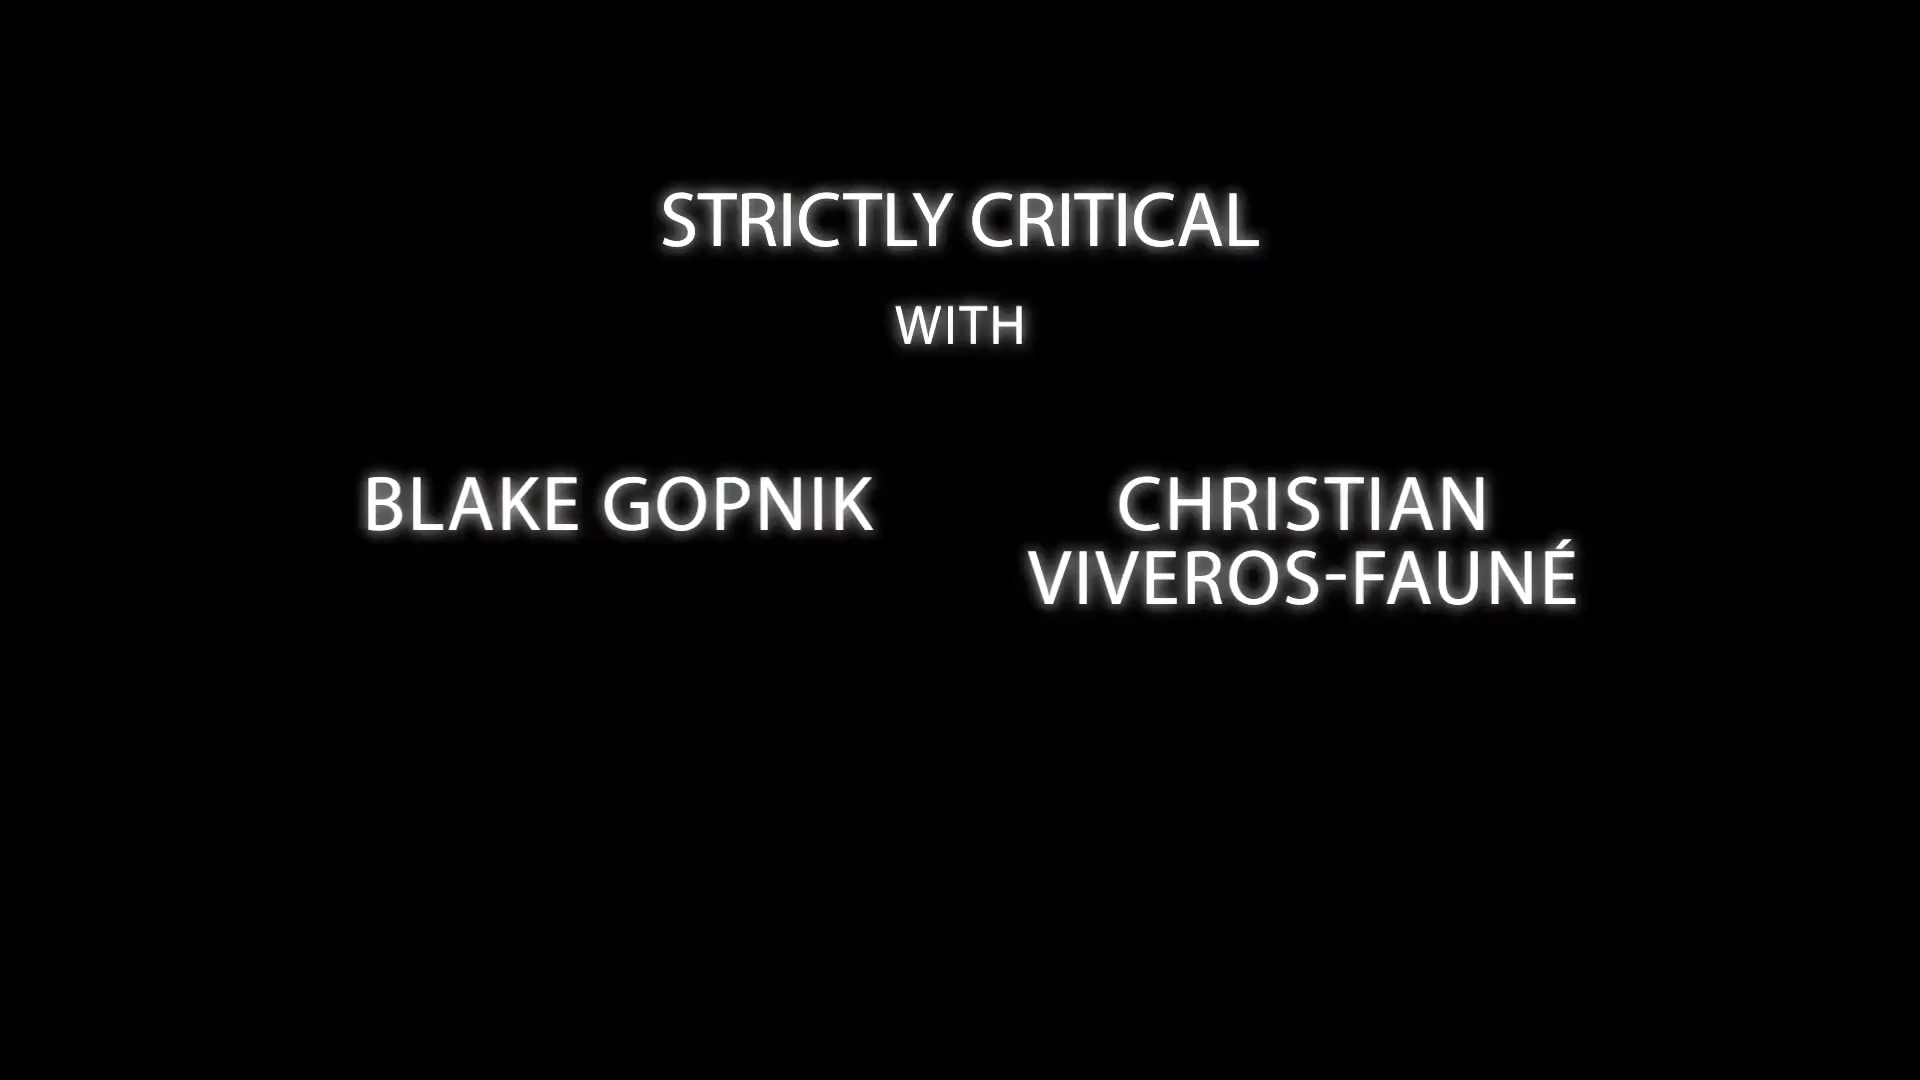 STRICTLY CRITICAL
WITH
BLAKE GOPNIK
CHRISTIAN
VIVEROS-FAUNÉ